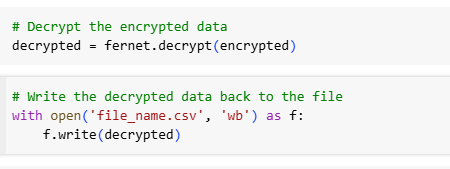 # Decrypt the encrypted data
decrypted = fernet.decrypt(encrypted)
# Write the decrypted data back to the file
with open('file_name.csv', 'wb') as f:
    f.write(decrypted)